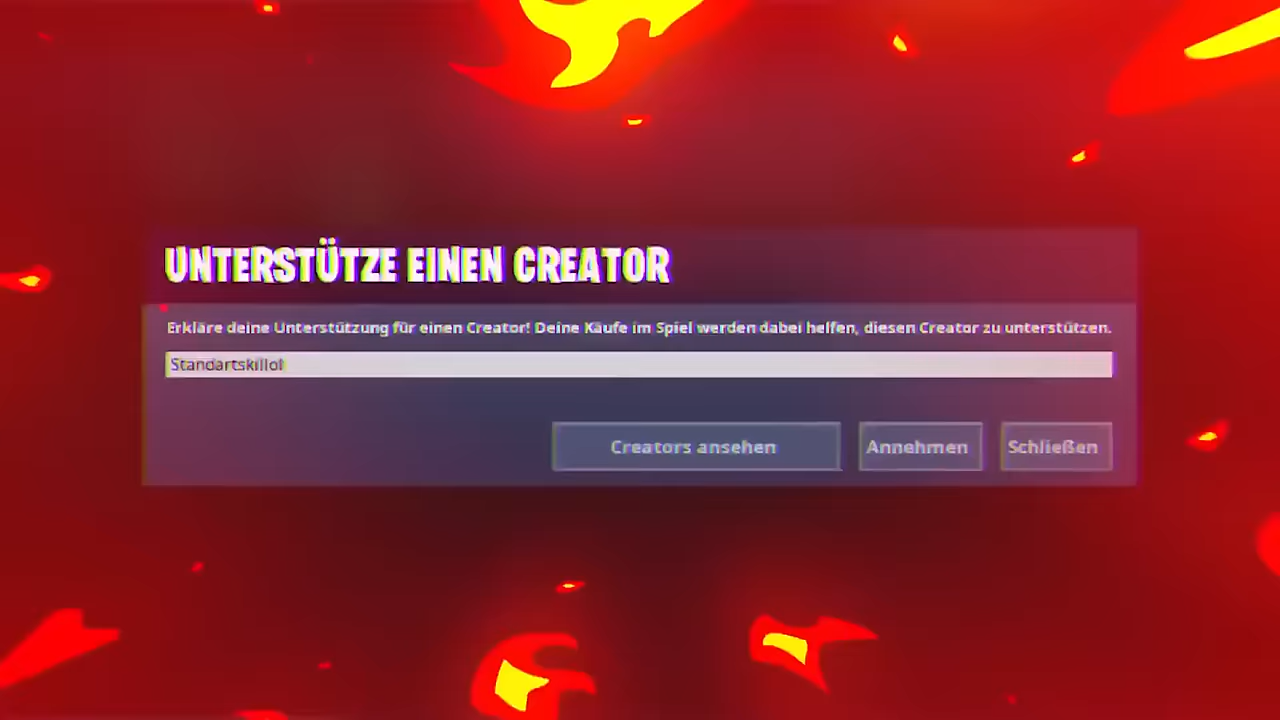 UNTERSTÜTZE EINEN CREATOR
Erkläre deine Unterstützung für einen Creator! Deine Käufe im Spiel werden dabei helfen, diesen Creator zu unterstützen.
Standartskillol
Creators ansehen
Annehmen
Schließen